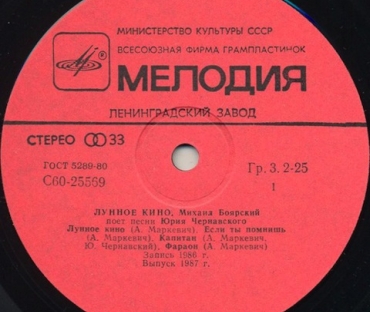 МИНИСТЕРСТВО КУЛЬТУРЫ СССР
ВСЕСОЮЗНАЯ ФИРМА ГРАМПЛАСТИНОК
МЕЛОДИЯ
ЛЕНИНГРАДСКИЙ ЗАВОД
СТЕРЕО 33
ГОСТ 5289-80
С60-25569
Гр. 3. 2-25
1
ЛУННОЕ КИНО, Михаил Боярский
поет песни Юрия Чернавского
Лунное кино (А. Маркевич). Если ты помнишь
(А. Маркевич). Капитан (А. Маркевич,
Ю. Чернавский). Фараон (А. Маркевич)
Запись 1986 г.
Выпуск 1987 г.